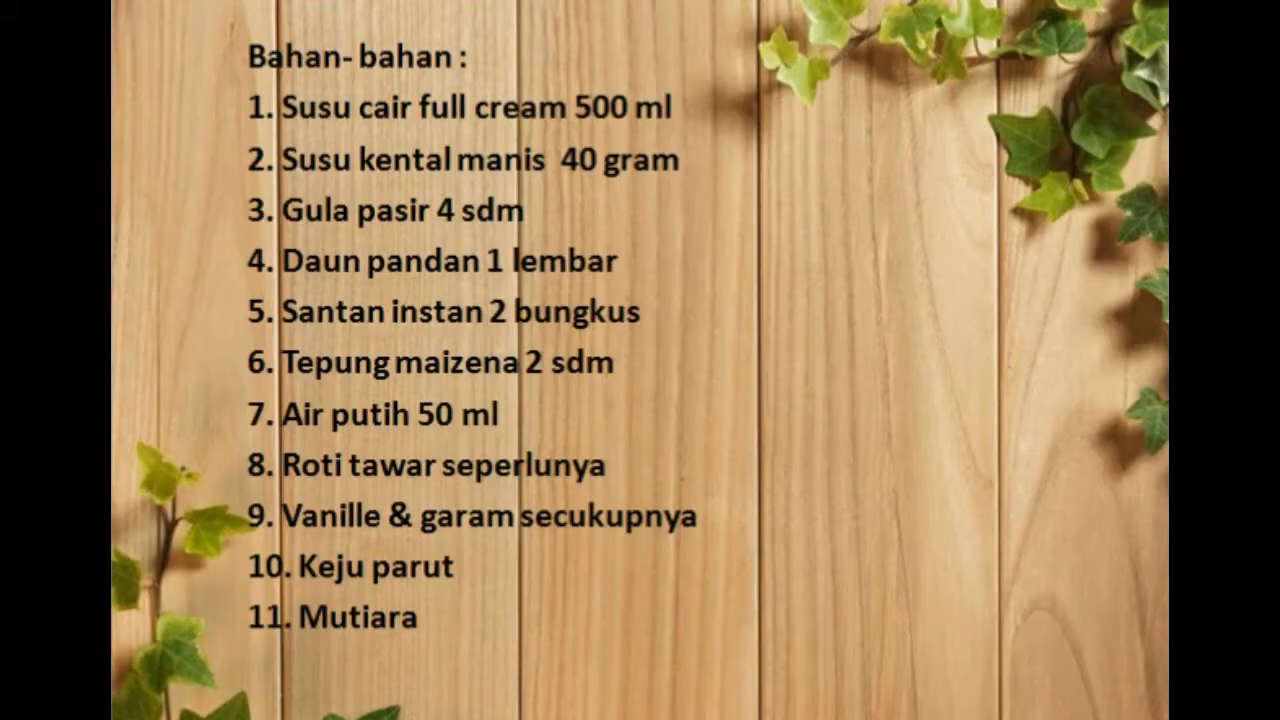 Bahan- bahan :
1. Susu cair full cream 500 ml
2. Susu kental manis 40 gram
3. Gula pasir 4 sdm
4. Daun pandan 1 lembar
5. Santan instan 2 bungkus
6. Tepung maizena 2 sdm
7. Air putih 50 ml
8. Roti tawar seperlunya
9. Vanille & garam secukupnya
10. Keju parut
11. Mutiara